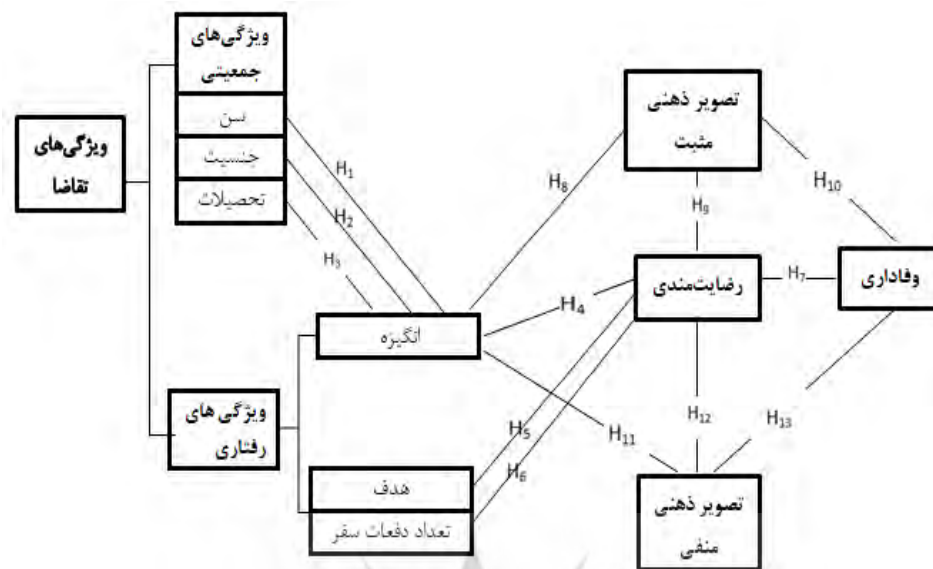 ویژگی‌های
جمعیتی
سن
جنسیت
تحصیلات
ویژگی‌های
تقاضا
تصویر ذهنی
مثبت
H1
H2
H3
H8
H9
H10
رضایت‌مندی
وفاداری
H7
H4
انگیزه
ویژگی های
رفتاری
H5
H6
H11
H12
H13
هدف
تعداد دفعات سفر
تصویر ذهنی
منفی